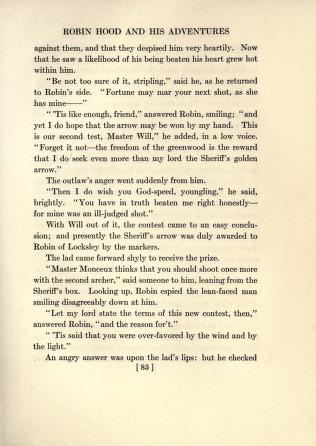 ROBIN HOOD AND HIS ADVENTURES
against them, and that they despised him very heartily. Now
that he saw a likelihood of his being beaten his heart grew hot
within him.
"Be not too sure of it, stripling," said he, as he returned
to Robin's side. "Fortune may mar your next shot, as she
has mine——"
"'Tis like enough, friend," answered Robin, smiling; "and
yet I do hope that the arrow may be won by my hand. This
is our second test, Master Will," he added, in a low voice.
"Forget it not—the freedom of the greenwood is the reward
that I do seek even more than my lord the Sheriff's golden
arrow."
The outlaw's anger went suddenly from him.
"Then I do wish you God-speed, youngling," he said,
brightly. "You have in truth beaten me right honestly—
for mine was an ill-judged shot."
With Will out of it, the contest came to an easy conclu-
sion; and presently the Sheriff's arrow was duly awarded to
Robin of Locksley by the markers.
The lad came forward shyly to receive the prize.
"Master Monceux thinks that you should shoot once more
with the second archer," said someone to him, leaning from the
Sheriff's box. Looking up, Robin espied the lean-faced man
smiling disagreeably down at him.
"Let my lord state the terms of this new contest, then,"
answered Robin, "and the reason for't."
"'Tis said that you were over-favored by the wind and by
the light."
An angry answer was upon the lad's lips: but he checked
[ 85 ]